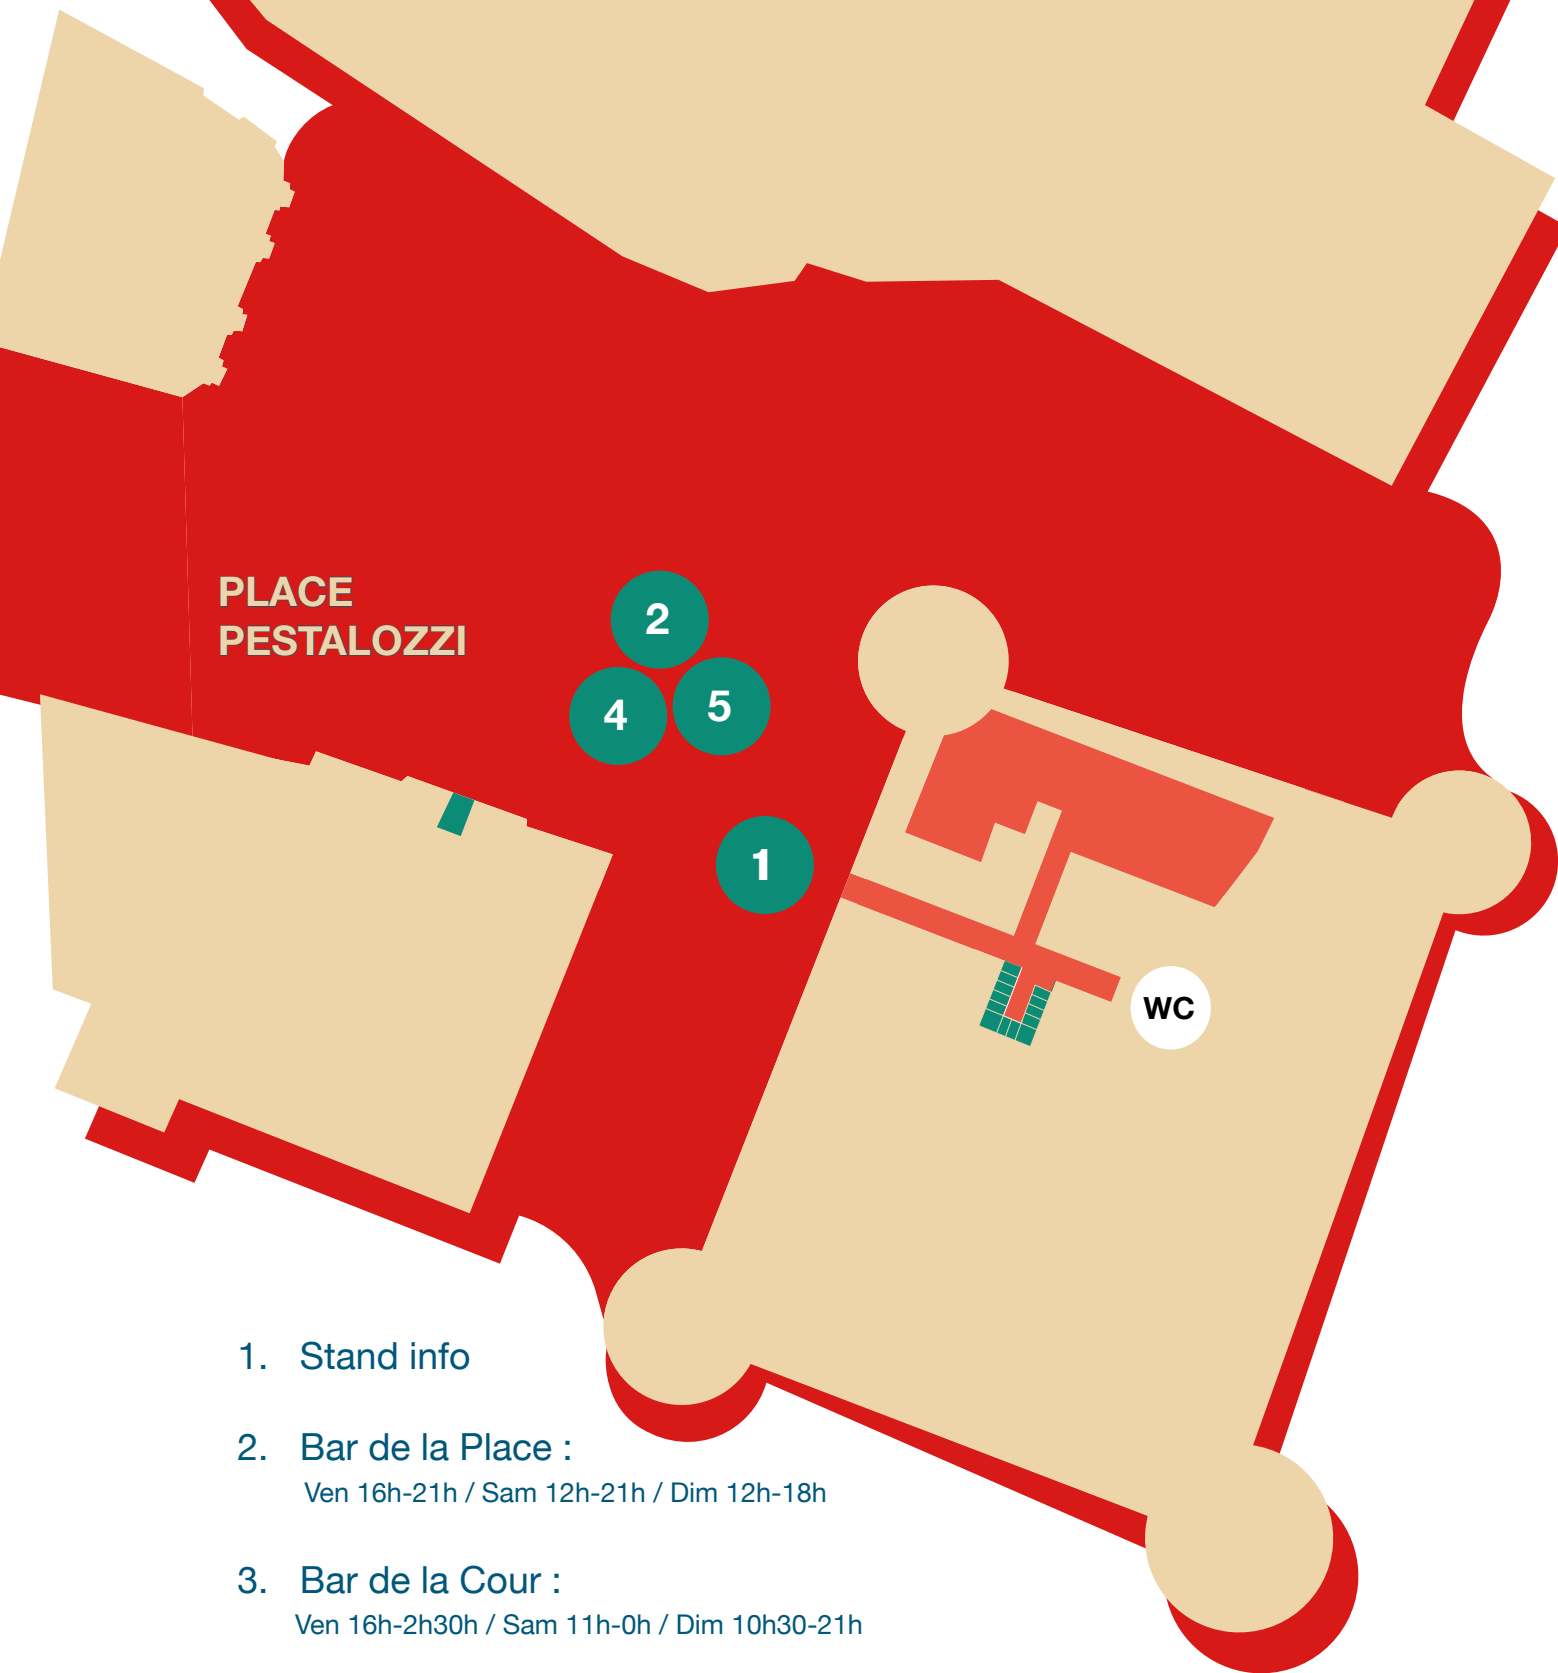 PLACE
PESTALOZZI
2
4
5
1
WC
1. Stand info
2. Bar de la Place :
Ven 16h-21h / Sam 12h-21h / Dim 12h-18h
3. Bar de la Cour :
Ven 16h-2h30h / Sam 11h-0h / Dim 10h30-21h